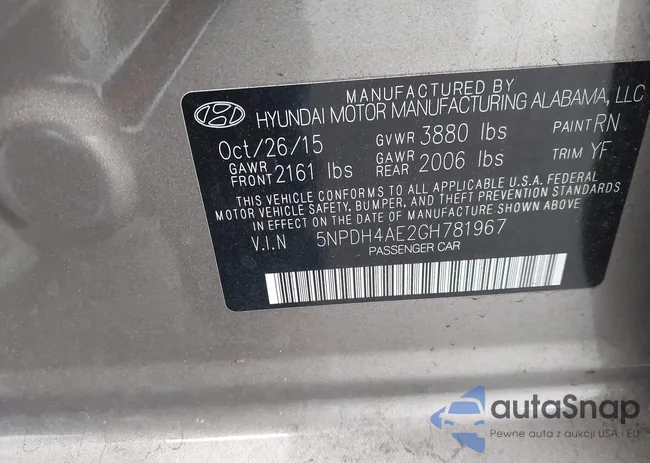 MANUFACTURED BY
HYUNDAI MOTOR MANUFACTURING ALABAMA, LLC
Oct/26/15 GVWR 3880 lbs PAINT RN
GAWR FRONT 2161 lbs GAWR REAR 2006 lbs TRIM YF
THIS VEHICLE CONFORMS TO ALL APPLICABLE U.S.A. FEDERAL
MOTOR VEHICLE SAFETY, BUMPER, AND THEFT PREVENTION STANDARDS
IN EFFECT ON THE DATE OF MANUFACTURE SHOWN ABOVE
V.I.N 5NPDH4AE2GH781967
PASSENGER CAR
autaSnap
Pewne auta z aukcji USA i EU